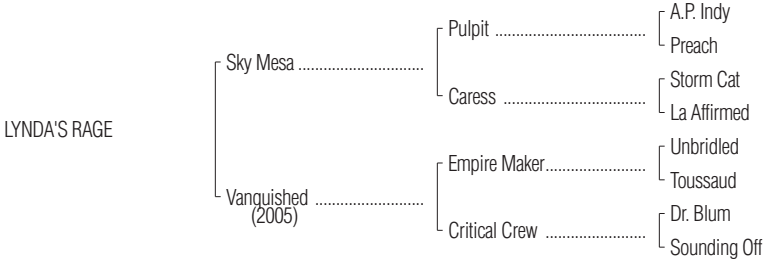 A.P. Indy
Pulpit ....................................
Preach
Sky Mesa ............................
Storm Cat
Caress ....................................
La Affirmed
LYNDA'S RAGE
Unbridled
Empire Maker.........................
Toussaud
Vanquished ........................
(2005)
Dr. Blum
Critical Crew .........................
Sounding Off